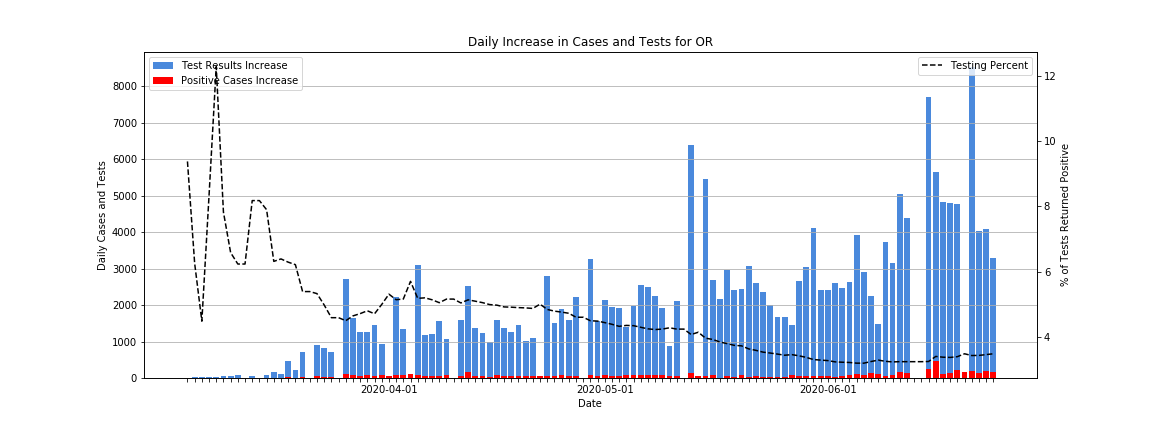 Daily Increase in Cases and Tests for OR
Test Results Increase
Positive Cases Increase
Testing Percent
8000
7000
6000
5000
4000
3000
2000
1000
0
Daily Cases and Tests
12
10
8
6
4
% of Tests Returned Positive
2020-04-01
2020-05-01
2020-06-01
Date